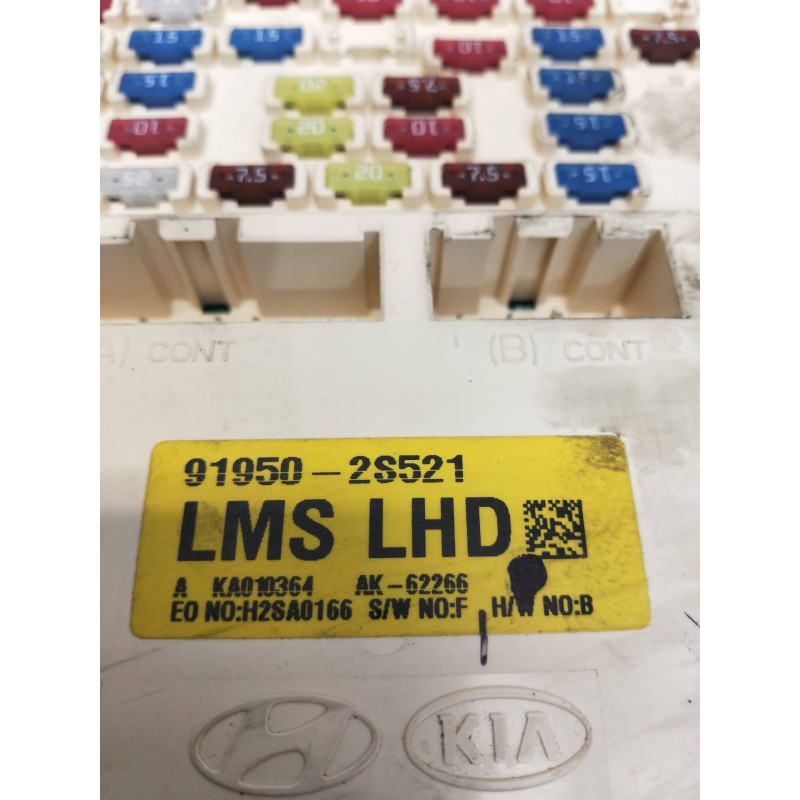 15 15 10 15 7.5
15 20 7.5 15
10 20 10 15
25 7.5 20 7.5 15
A) CONT (B) CONT
91950-2S521
LMS LHD
A KA010364 AK-62266
EO NO:H2SA0166 S/W NO:F H/W NO:B
KIA